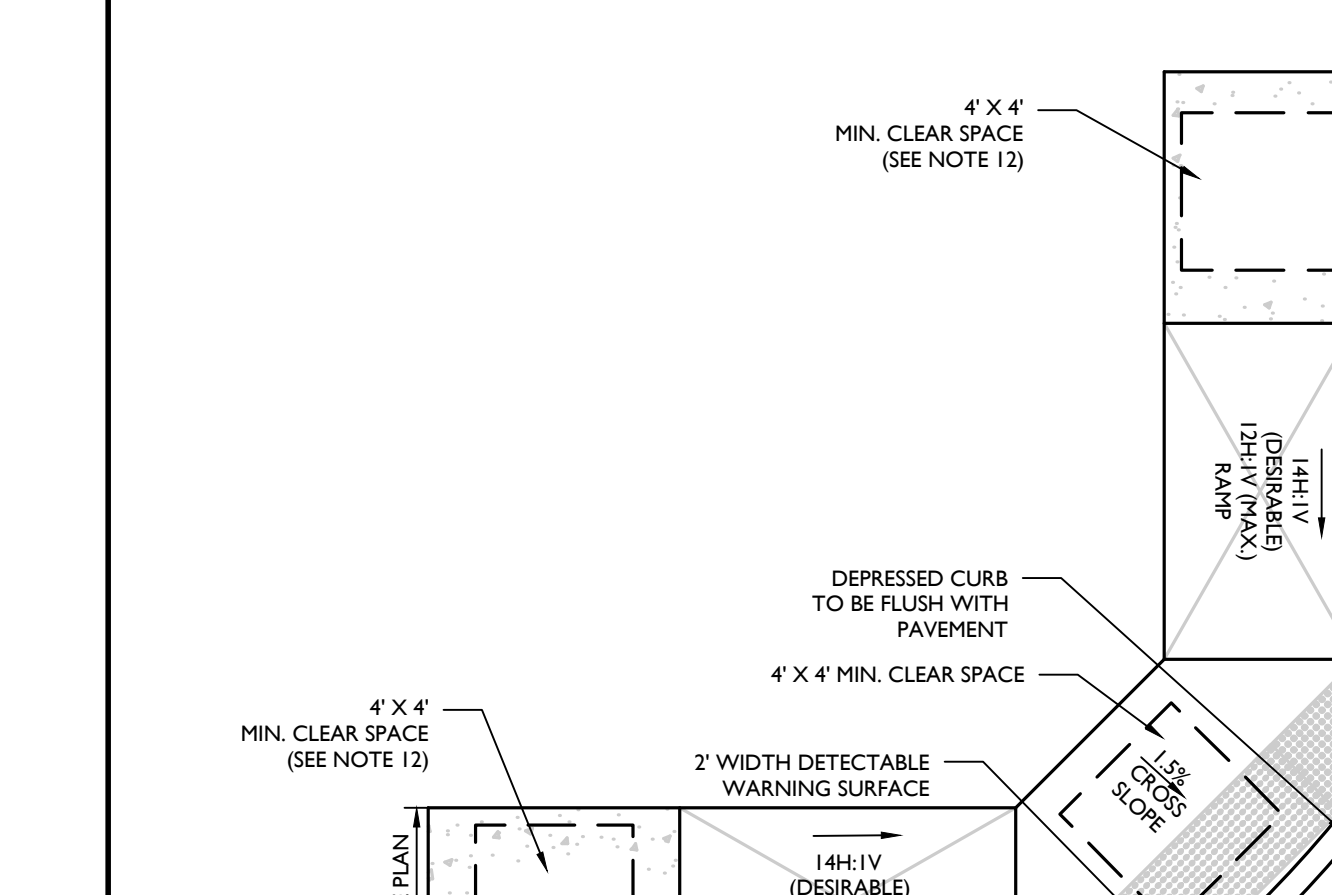 4' X 4'
MIN. CLEAR SPACE
(SEE NOTE 12)
14H:1V
(DESIRABLE)
12H:1V (MAX.)
RAMP
DEPRESSED CURB
TO BE FLUSH WITH
PAVEMENT
4' X 4' MIN. CLEAR SPACE
4' X 4'
MIN. CLEAR SPACE
(SEE NOTE 12)
2' WIDTH DETECTABLE
WARNING SURFACE
1.5%
CROSS
SLOPE
PLAN
14H:1V
(DESIRABLE)